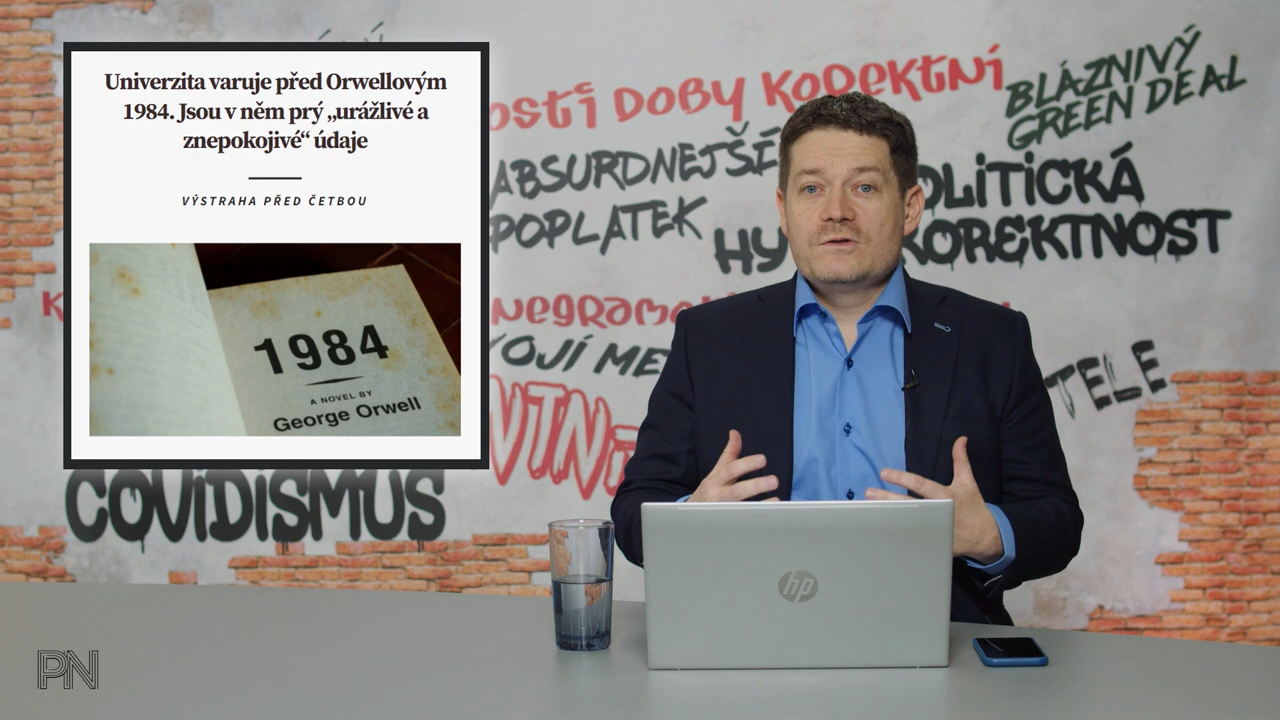 Univerzita varuje před Orwellovým
1984. Jsou v něm prý „urážlivé a
znepokojivé“ údaje
VÝSTRAHA PŘED ČETBOU
1984
A NOVEL BY
George Orwell
DOBY KOREKTNÍ
BLÁZNIVÝ
GREEN DEAL
ABSURDNEJŠÍ
POPLATEK
KOREKTNOST
COVIDISMUS
hp
PN